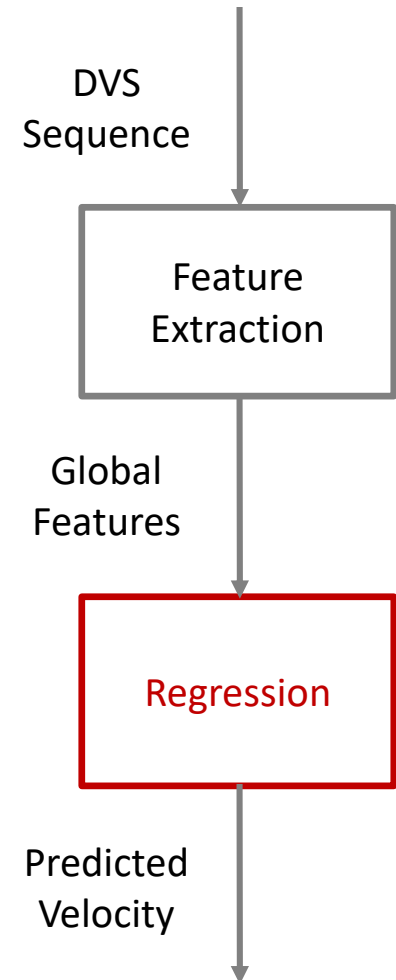 DVS
Sequence
Feature
Extraction
Global
Features
Regression
Predicted
Velocity